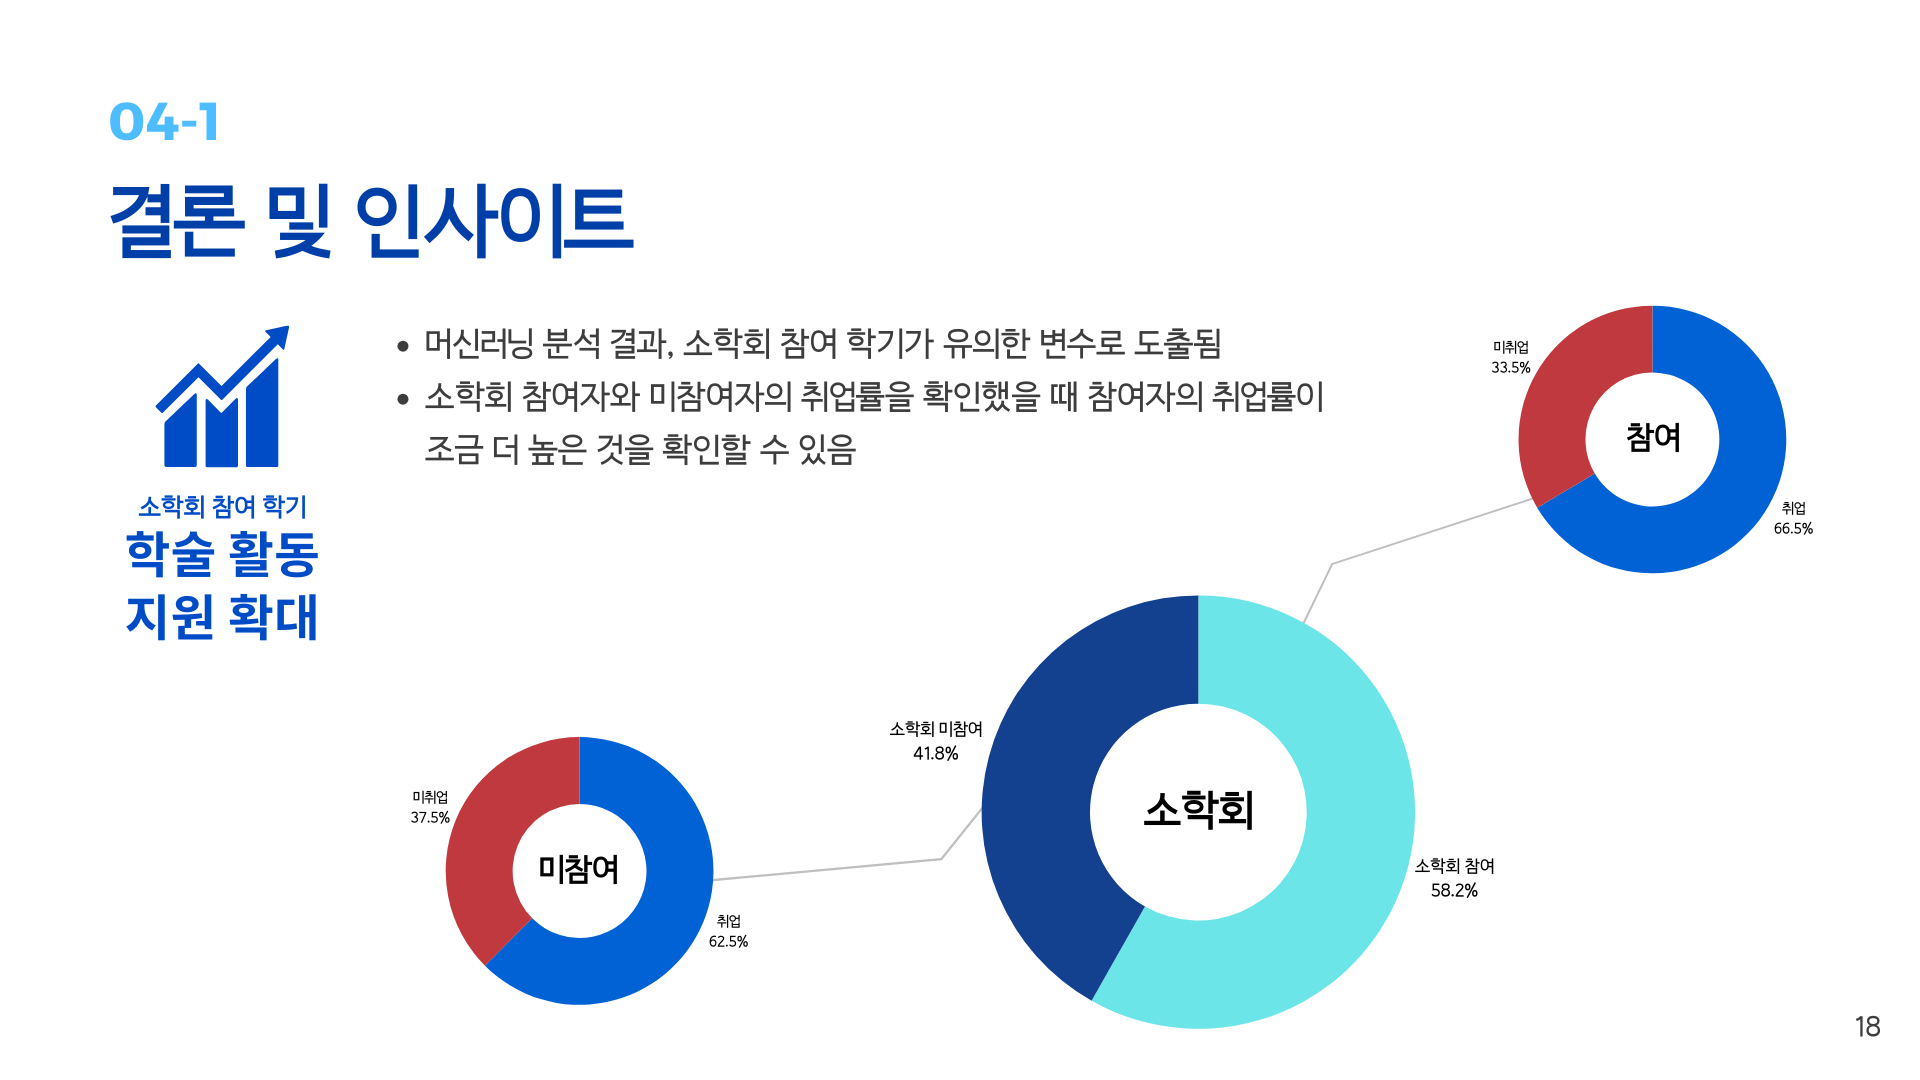 04-1
결론 및 인사이트
소학회 참여 학기
학술 활동
지원 확대
• 머신러닝 분석 결과, 소학회 참여 학기가 유의한 변수로 도출됨
• 소학회 참여자와 미참여자의 취업률을 확인했을 때 참여자의 취업률이
조금 더 높은 것을 확인할 수 있음
미취업
33.5%
참여
취업
66.5%
소학회 미참여
41.8%
소학회
소학회 참여
58.2%
미취업
37.5%
미참여
취업
62.5%
18